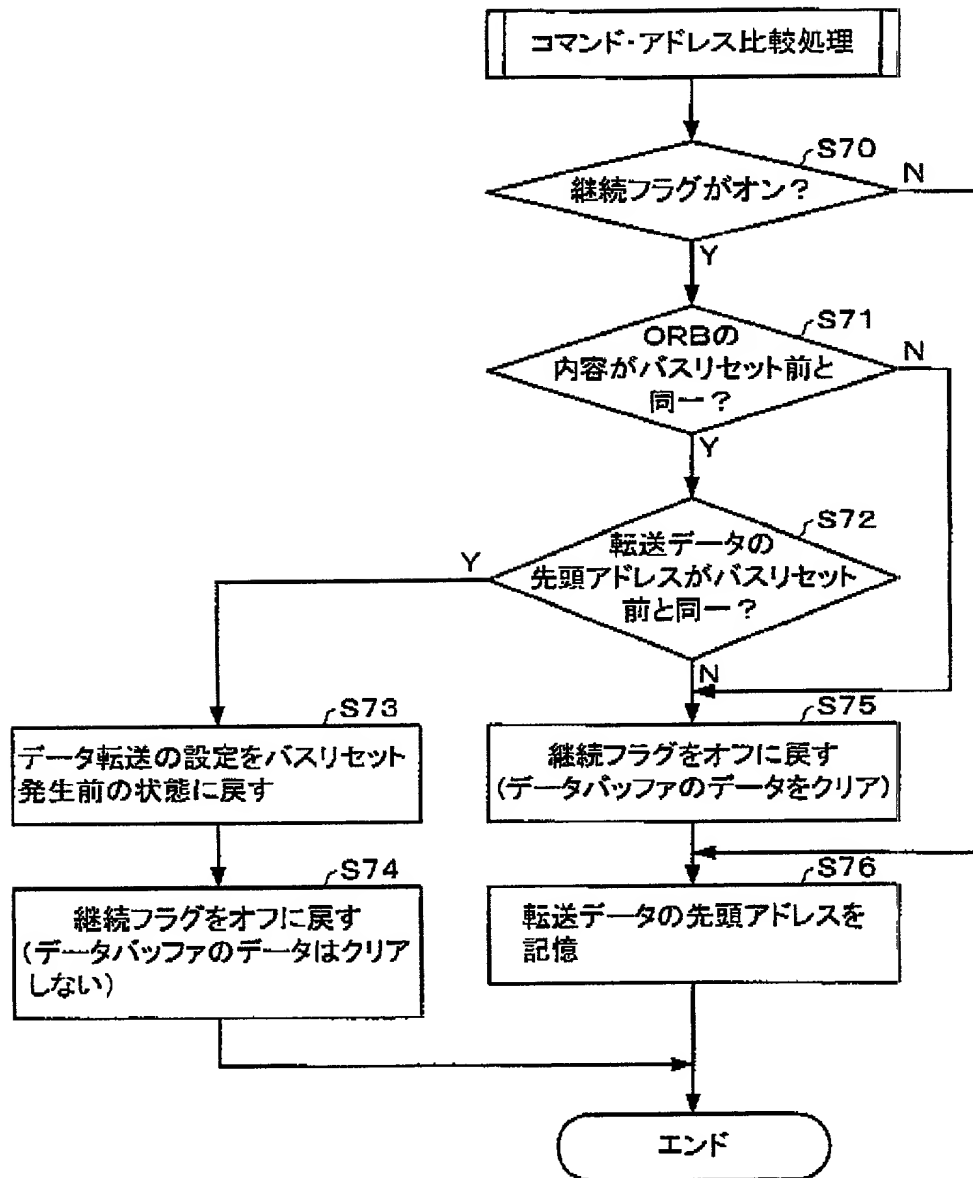 コマンド・アドレス比較処理
S70
継続フラグがオン？
N
Y
S71
ORBの
内容がバスリセット前と
同一？
N
Y
S72
転送データの
先頭アドレスがバスリセット
前と同一？
Y
N
S73
データ転送の設定をバスリセット
発生前の状態に戻す
S75
継続フラグをオフに戻す
(データバッファのデータをクリア)
S74
継続フラグをオフに戻す
(データバッファのデータはクリア
しない)
S76
転送データの先頭アドレスを
記憶
エンド